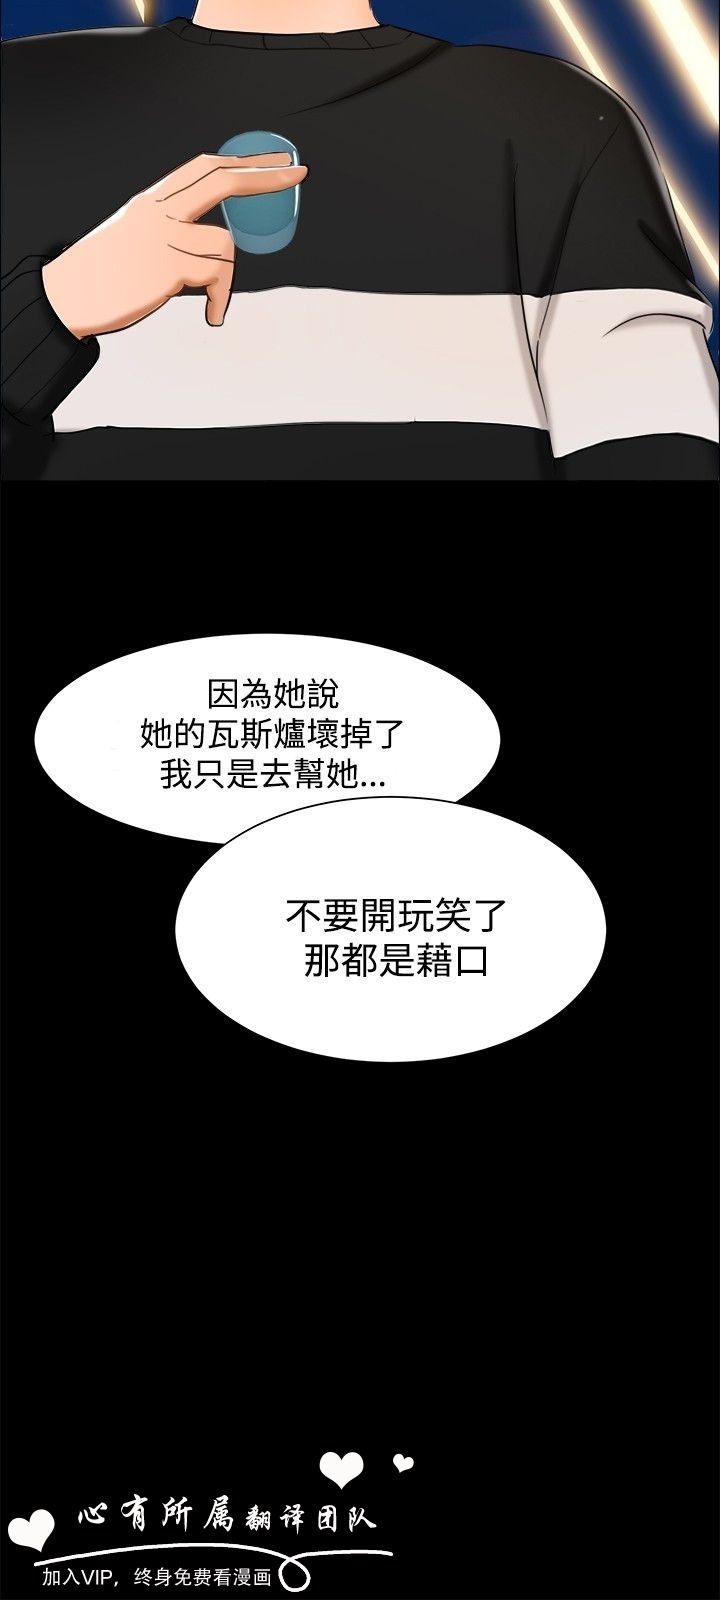 因為她說
她的瓦斯爐壞掉了
我只是去幫她...
不要開玩笑了
那都是藉口
心有所属翻译团队
加入VIP，终身免费看漫画